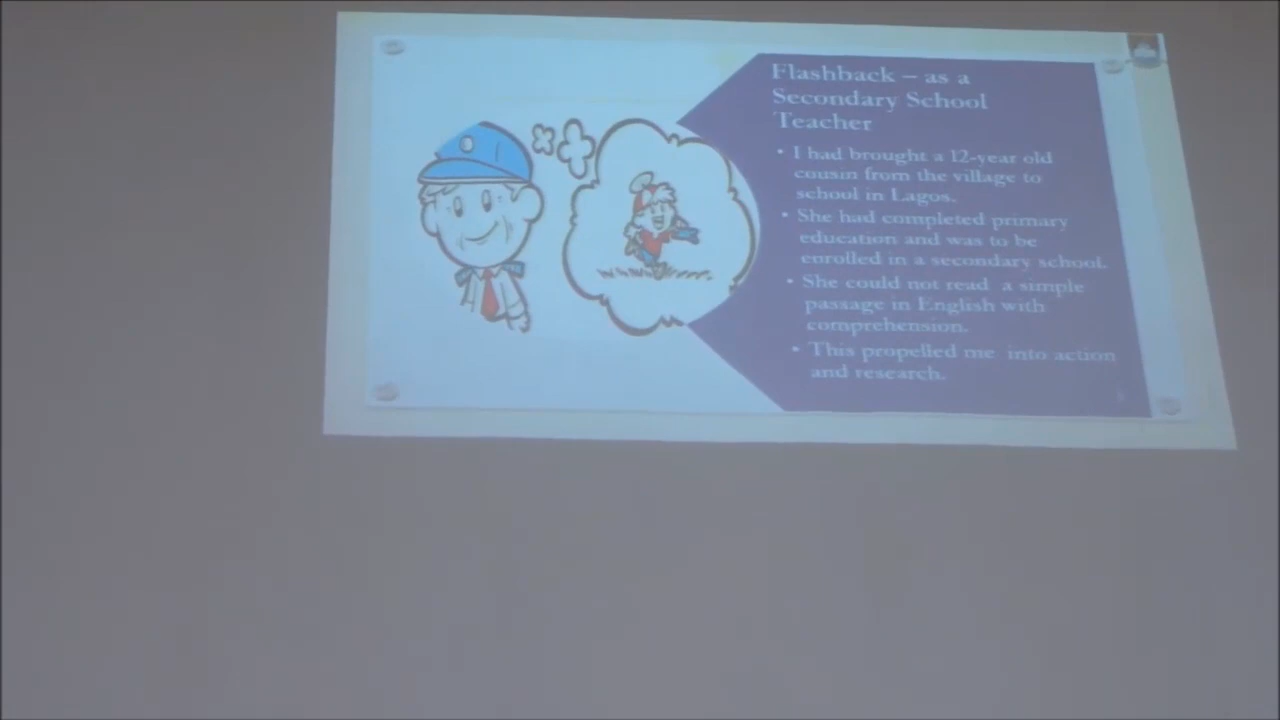 Flashback – as a
Secondary School
Teacher
• I had brought a 12-year old
cousin from the village to
school in Lagos.
• She had completed primary
education and was to be
enrolled in a secondary school.
• She could not read a simple
passage in English with
comprehension.
• This propelled me into action
and research.